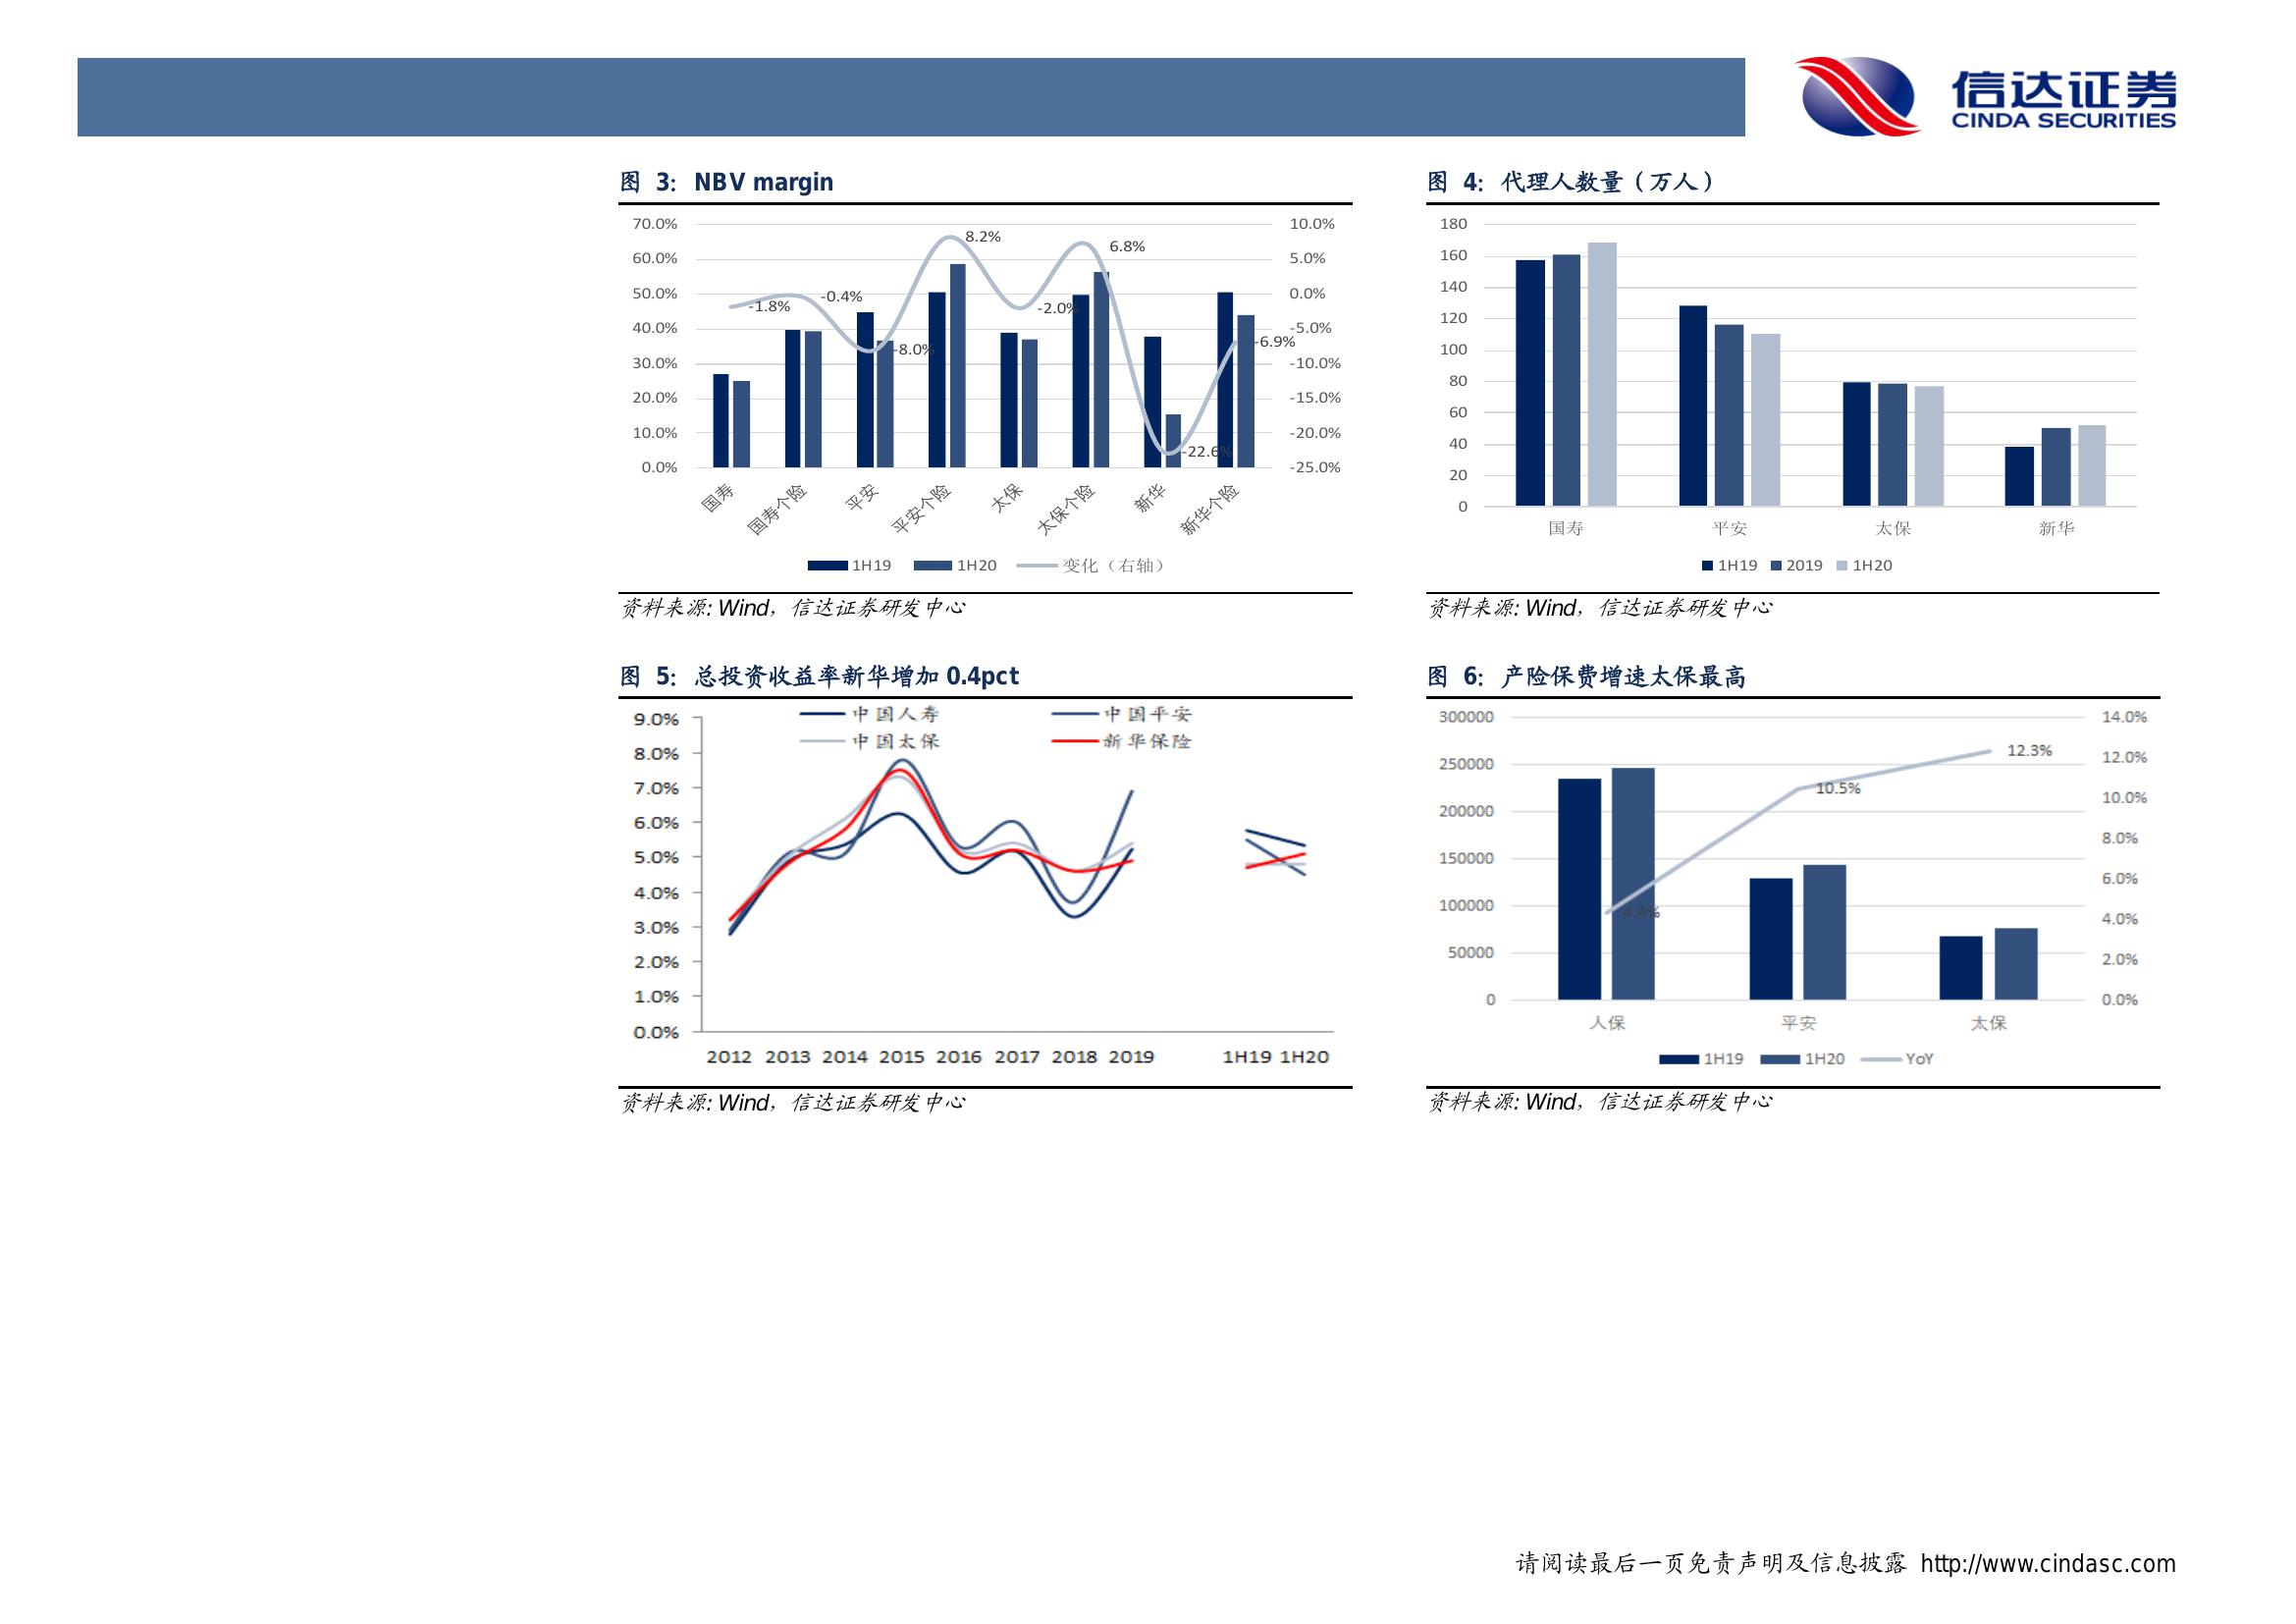 信达证券
CINDA SECURITIES
图 3: NBV margin
70.0%
60.0%
50.0%
40.0%
30.0%
20.0%
10.0%
0.0%
10.0%
5.0%
0.0%
-5.0%
-10.0%
-15.0%
-20.0%
-25.0%
-1.8%
-0.4%
-8.0%
8.2%
-2.0%
6.8%
-22.6%
-6.9%
国寿
国寿个险
平安
平安个险
太保
太保个险
新华
新华个险
1H19 1H20 变化（右轴）
资料来源: Wind，信达证券研发中心
图 4: 代理人数量（万人）
180
160
140
120
100
80
60
40
20
0
国寿 平安 太保 新华
1H19 2019 1H20
资料来源: Wind，信达证券研发中心
图 5: 总投资收益率新华增加 0.4pct
中国人寿 中国平安
中国太保 新华保险
9.0%
8.0%
7.0%
6.0%
5.0%
4.0%
3.0%
2.0%
1.0%
0.0%
2012 2013 2014 2015 2016 2017 2018 2019 1H19 1H20
资料来源: Wind，信达证券研发中心
图 6: 产险保费增速太保最高
300000
250000
200000
150000
100000
50000
0
14.0%
12.0%
10.0%
8.0%
6.0%
4.0%
2.0%
0.0%
4.4%
10.5%
12.3%
人保 平安 太保
1H19 1H20 YoY
资料来源: Wind，信达证券研发中心
请阅读最后一页免责声明及信息披露 http://www.cindasc.com